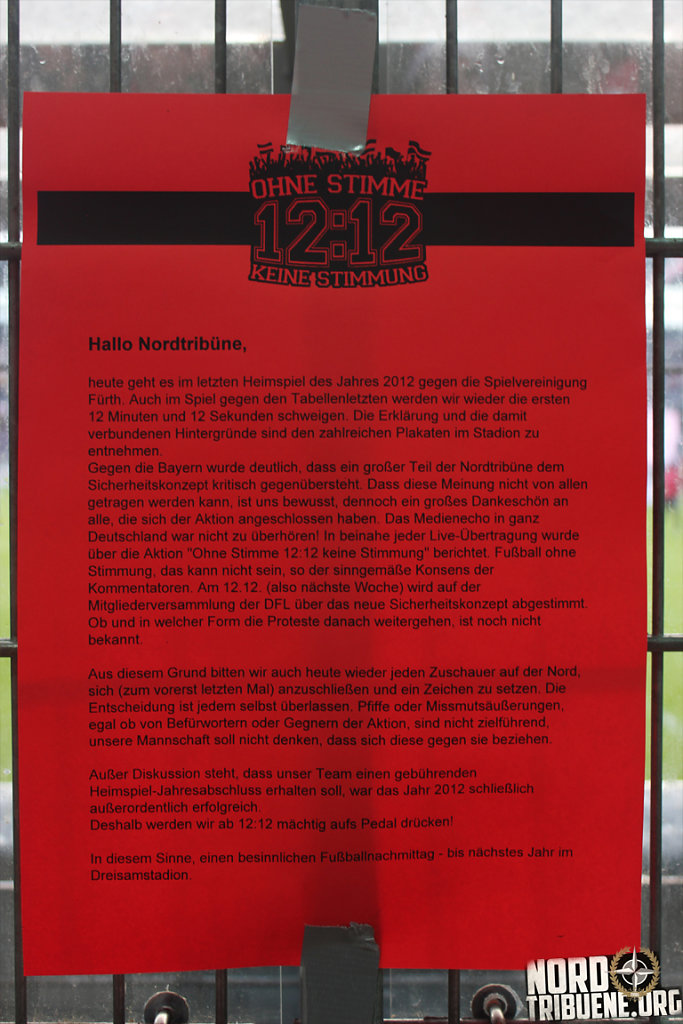 OHNE STIMME
12:12
KEINE STIMMUNG
Hallo Nordtribüne,
heute geht es im letzten Heimspiel des Jahres 2012 gegen die Spielvereinigung
Fürth. Auch im Spiel gegen den Tabellenletzten werden wir wieder die ersten
12 Minuten und 12 Sekunden schweigen. Die Erklärung und die damit
verbundenen Hintergründe sind den zahlreichen Plakaten im Stadion zu
entnehmen.
Gegen die Bayern wurde deutlich, dass ein großer Teil der Nordtribüne dem
Sicherheitskonzept kritisch gegenübersteht. Dass diese Meinung nicht von allen
getragen werden kann, ist uns bewusst, dennoch ein großes Dankeschön an
alle, die sich der Aktion angeschlossen haben. Das Medienecho in ganz
Deutschland war nicht zu überhören! In beinahe jeder Live-Übertragung wurde
über die Aktion "Ohne Stimme 12:12 keine Stimmung" berichtet. Fußball ohne
Stimmung, das kann nicht sein, so der sinngemäße Konsens der
Kommentatoren. Am 12.12. (also nächste Woche) wird auf der
Mitgliederversammlung der DFL über das neue Sicherheitskonzept abgestimmt.
Ob und in welcher Form die Proteste danach weitergehen, ist noch nicht
bekannt.
Aus diesem Grund bitten wir auch heute wieder jeden Zuschauer auf der Nord,
sich (zum vorerst letzten Mal) anzuschließen und ein Zeichen zu setzen. Die
Entscheidung ist jedem selbst überlassen. Pfiffe oder Missmutsäußerungen,
egal ob von Befürwortern oder Gegnern der Aktion, sind nicht zielführend,
unsere Mannschaft soll nicht denken, dass sich diese gegen sie beziehen.
Außer Diskussion steht, dass unser Team einen gebührenden
Heimspiel-Jahresabschluss erhalten soll, war das Jahr 2012 schließlich
außerordentlich erfolgreich.
Deshalb werden wir ab 12:12 mächtig aufs Pedal drücken!
In diesem Sinne, einen besinnlichen Fußballnachmittag - bis nächstes Jahr im
Dreisamstadion.
NORD
TRIBUENE.ORG